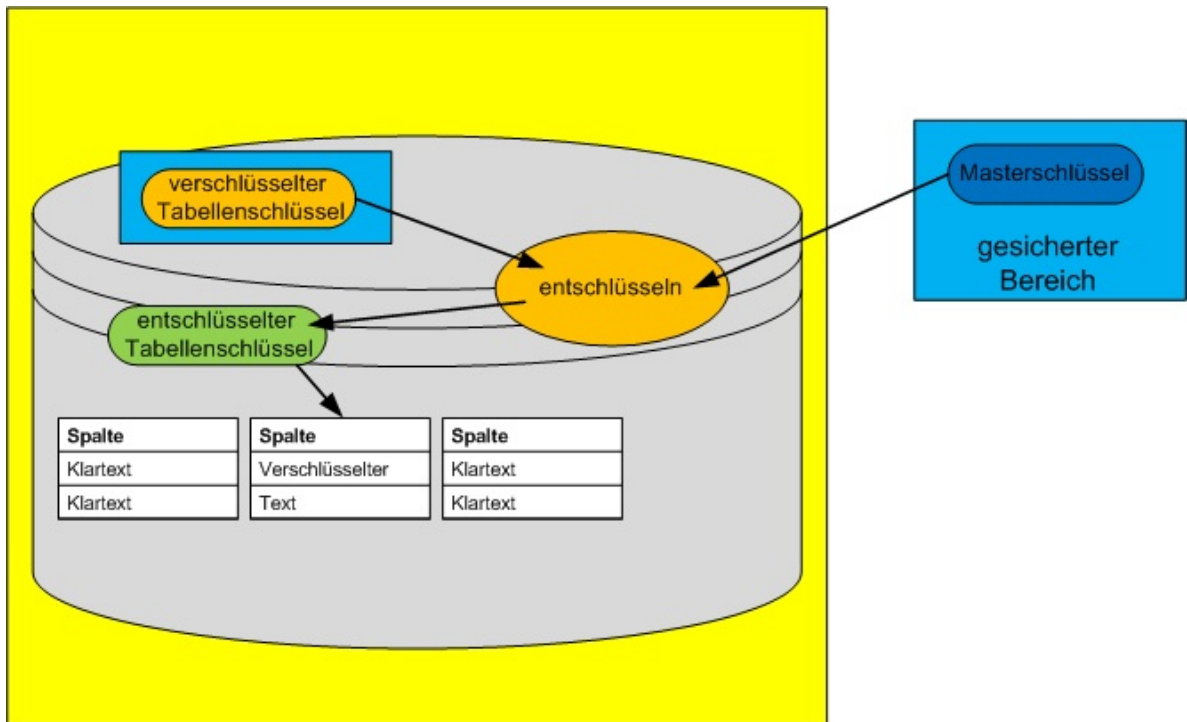 verschlüsselter
Tabellenschlüssel
Masterschlüssel
gesicherter
Bereich
entschlüsseln
entschlüsselter
Tabellenschlüssel
Spalte
Klartext
Klartext
Spalte
Verschlüsselter
Text
Spalte
Klartext
Klartext